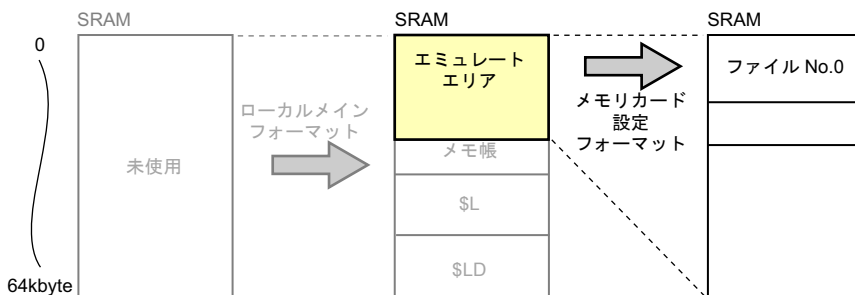 SRAM
SRAM
SRAM
0
64kbyte
未使用
ローカルメイン
フォーマット
エミュレート
エリア
メモ帳
$L
$LD
メモリカード
設定
フォーマット
ファイル No.0